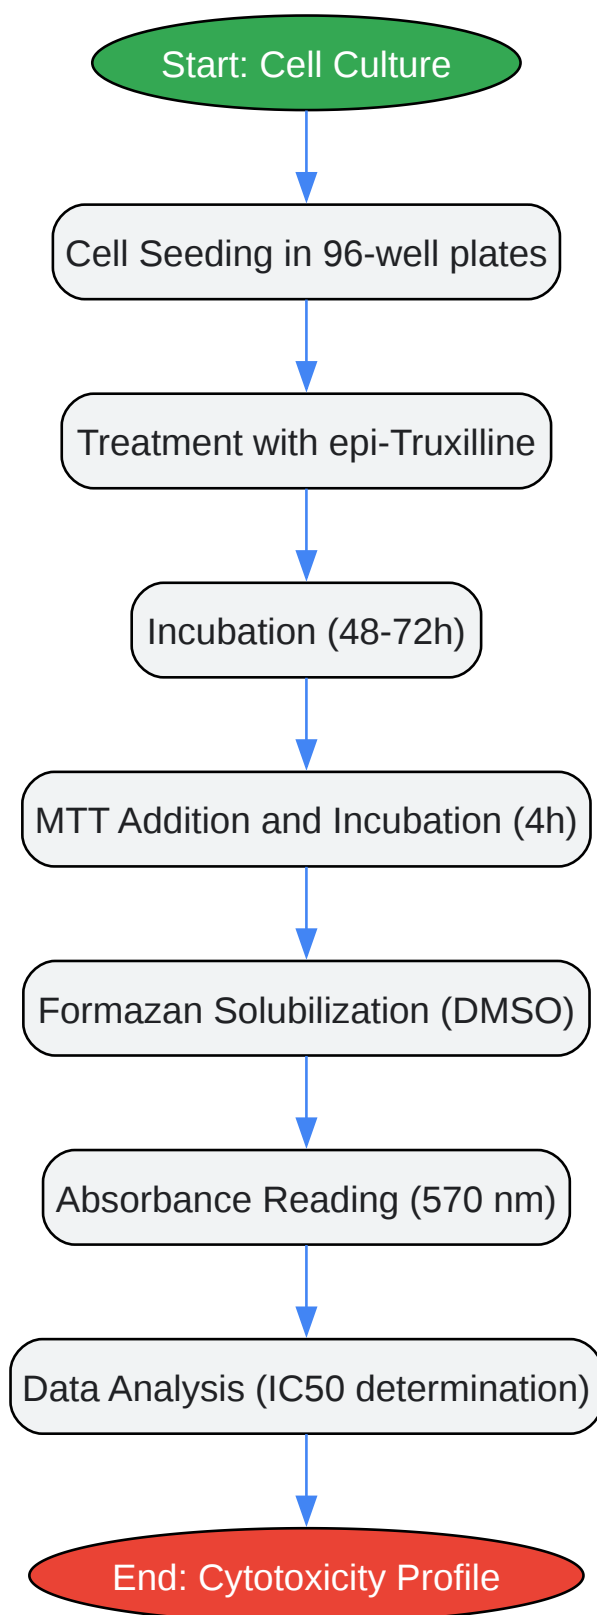 Start: Cell Culture
Cell Seeding in 96-well plates
Treatment with epi-Truxilline
Incubation (48-72h)
MTT Addition and Incubation (4h)
Formazan Solubilization (DMSO)
Absorbance Reading (570 nm)
Data Analysis (IC50 determination)
End: Cytotoxicity Profile